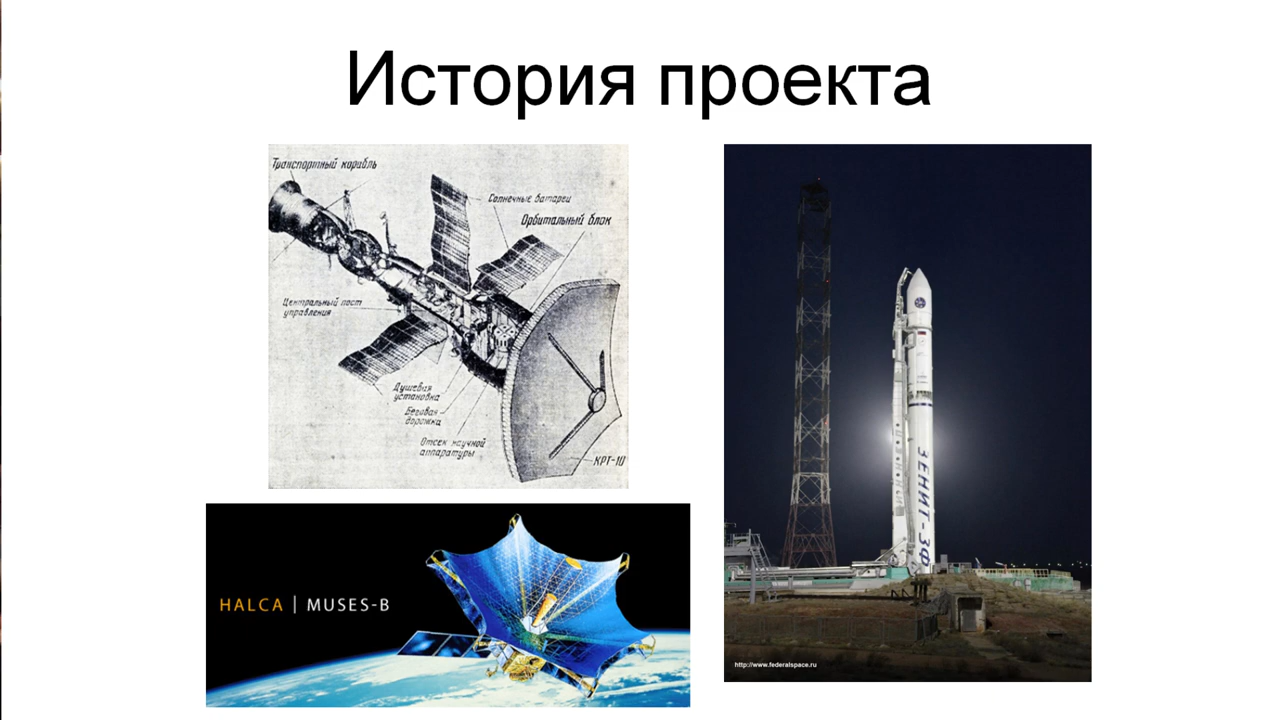 История проекта
Транспортный корабль
Солнечные батареи
Орбитальный блок
Центральный пост
управления
Душевая
установка
Беговая
дорожка
Отсек научной
аппаратуры
КРТ-10
HALCA | MUSES-B
ЗЕНИТ-3Ф
http://www.federalspace.ru